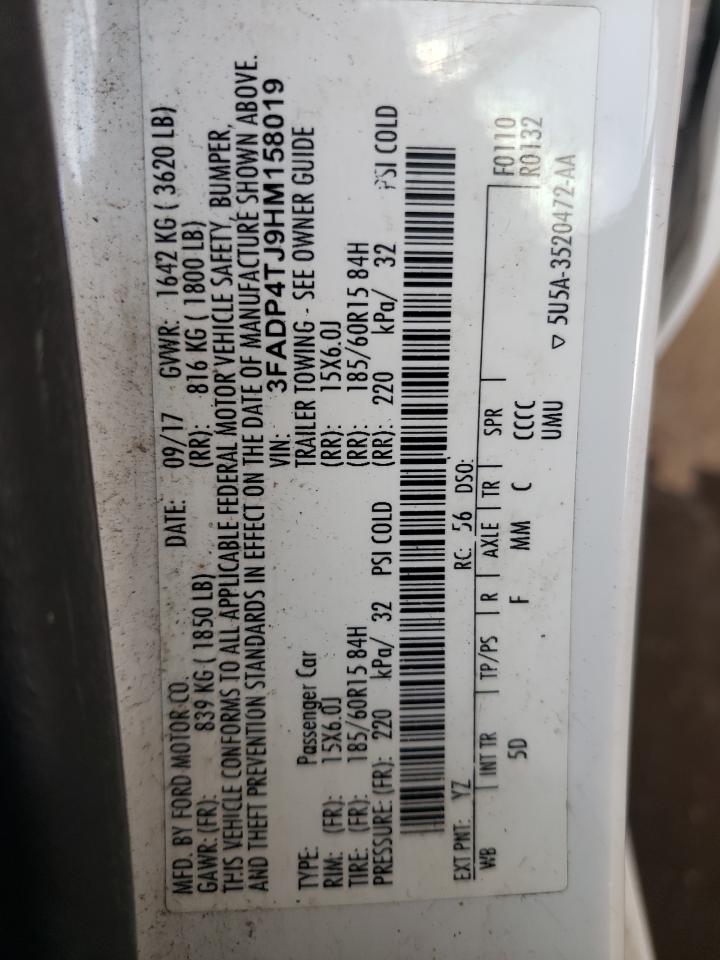 MFD. BY FORD MOTOR CO. DATE: 09/17 GVWR: 1642 KG ( 3620 LB)
GAWR: (FR): 839 KG ( 1850 LB) (RR): 816 KG ( 1800 LB)
THIS VEHICLE CONFORMS TO ALL APPLICABLE FEDERAL MOTOR VEHICLE SAFETY, BUMPER,
AND THEFT PREVENTION STANDARDS IN EFFECT ON THE DATE OF MANUFACTURE SHOWN ABOVE.
VIN: 3FADP4TJ9HM158019
TYPE: Passenger Car TRAILER TOWING - SEE OWNER GUIDE
RIM: (FR): 15X6.0J (RR): 15X6.0J
TIRE: (FR): 185/60R15 84H (RR): 185/60R15 84H
PRESSURE: (FR): 220 kPa/ 32 PSI COLD (RR): 220 kPa/ 32 PSI COLD
EXT PNT: YZ RC: 56 DSO: F0110
WB INT TR TP/PS R AXLE TR SPR R0132
5D F MM C CCCC
UMU
▽ 5U5A-3520472-AA